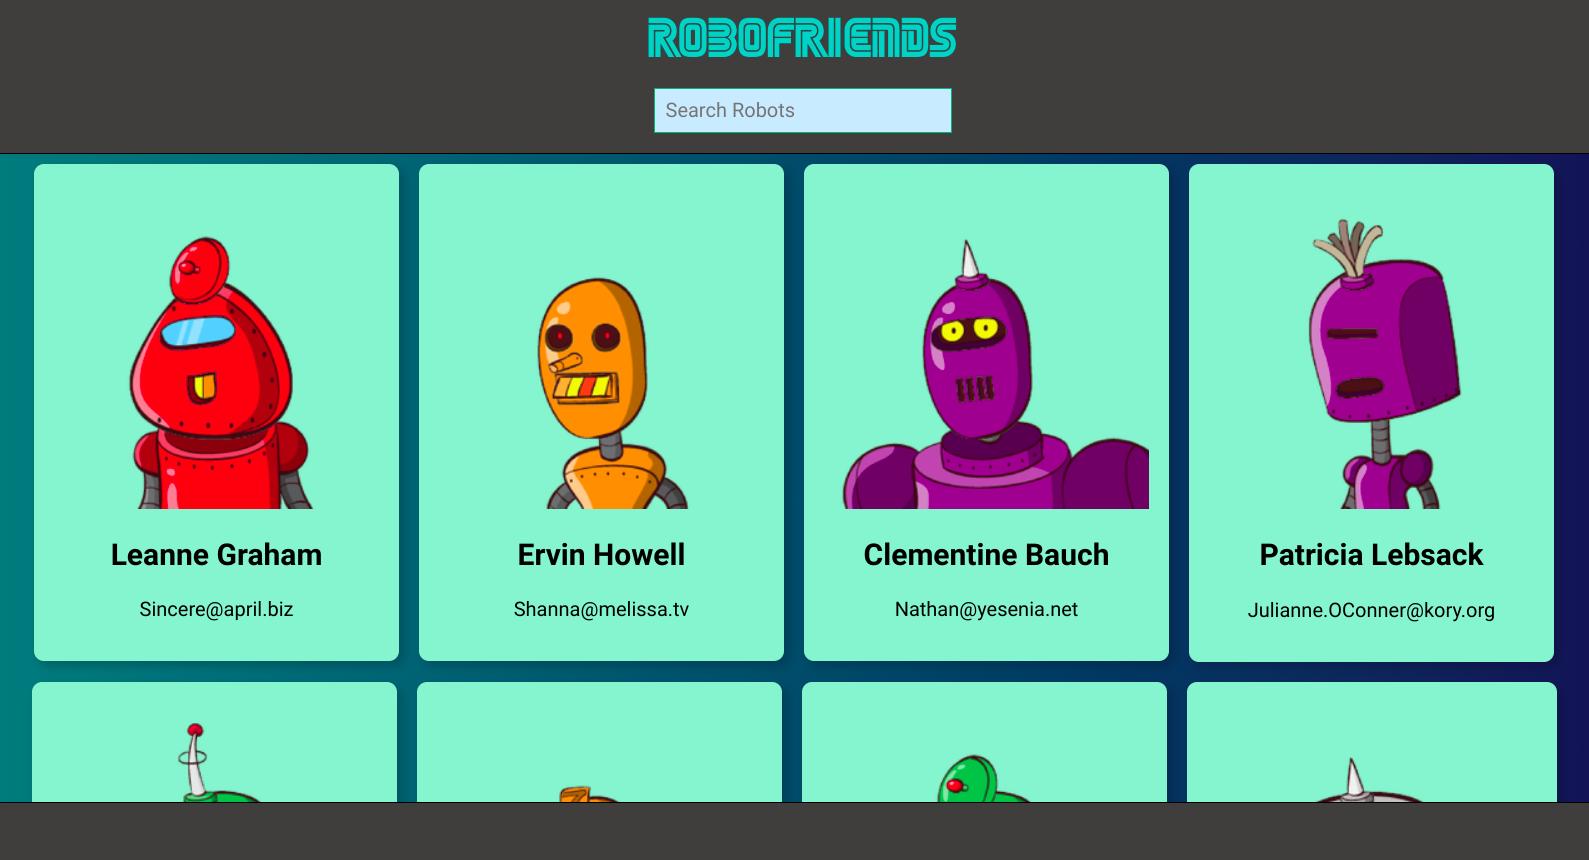 ROBOFRIENDS
Search Robots
Leanne Graham
Sincere@april.biz
Ervin Howell
Shanna@melissa.tv
Clementine Bauch
Nathan@yesenia.net
Patricia Lebsack
Julianne.OConner@kory.org